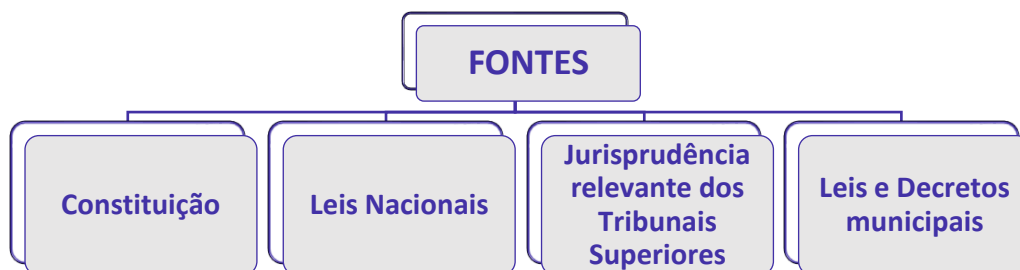 FONTES
Constituição
Leis Nacionais
Jurisprudência
relevante dos
Tribunais
Superiores
Leis e Decretos
municipais